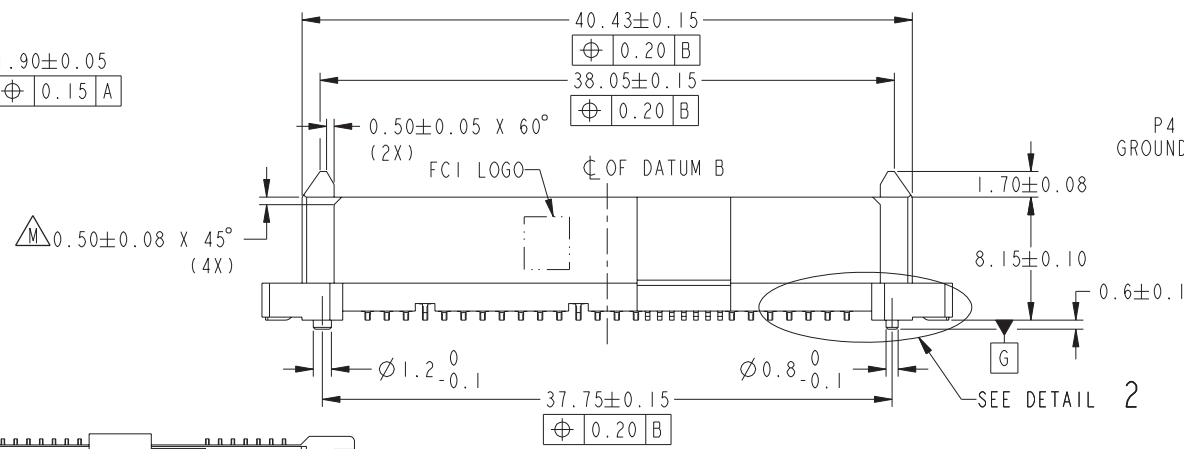 40.43±0.15
⌖ 0.20 B
.90±0.05
⌖ 0.15 A
38.05±0.15
⌖ 0.20 B
0.50±0.05 X 60°
(2X)
FCI LOGO
℄ OF DATUM B
P4
GROUND
1.70±0.08
M 0.50±0.08 X 45°
(4X)
8.15±0.10
0.6±0.1
G
Ø1.2 0 -0.1
Ø0.8 0 -0.1
37.75±0.15
⌖ 0.20 B
SEE DETAIL 2